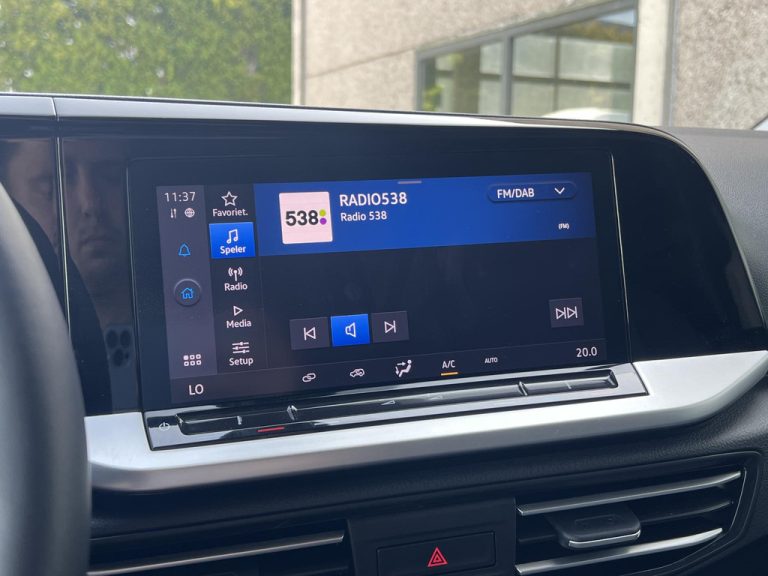 11:37
Favoriet.
Speler
Radio
Media
Setup
538
RADIO538
Radio 538
FM/DAB
(FM)
LO
A/C
AUTO
20.0